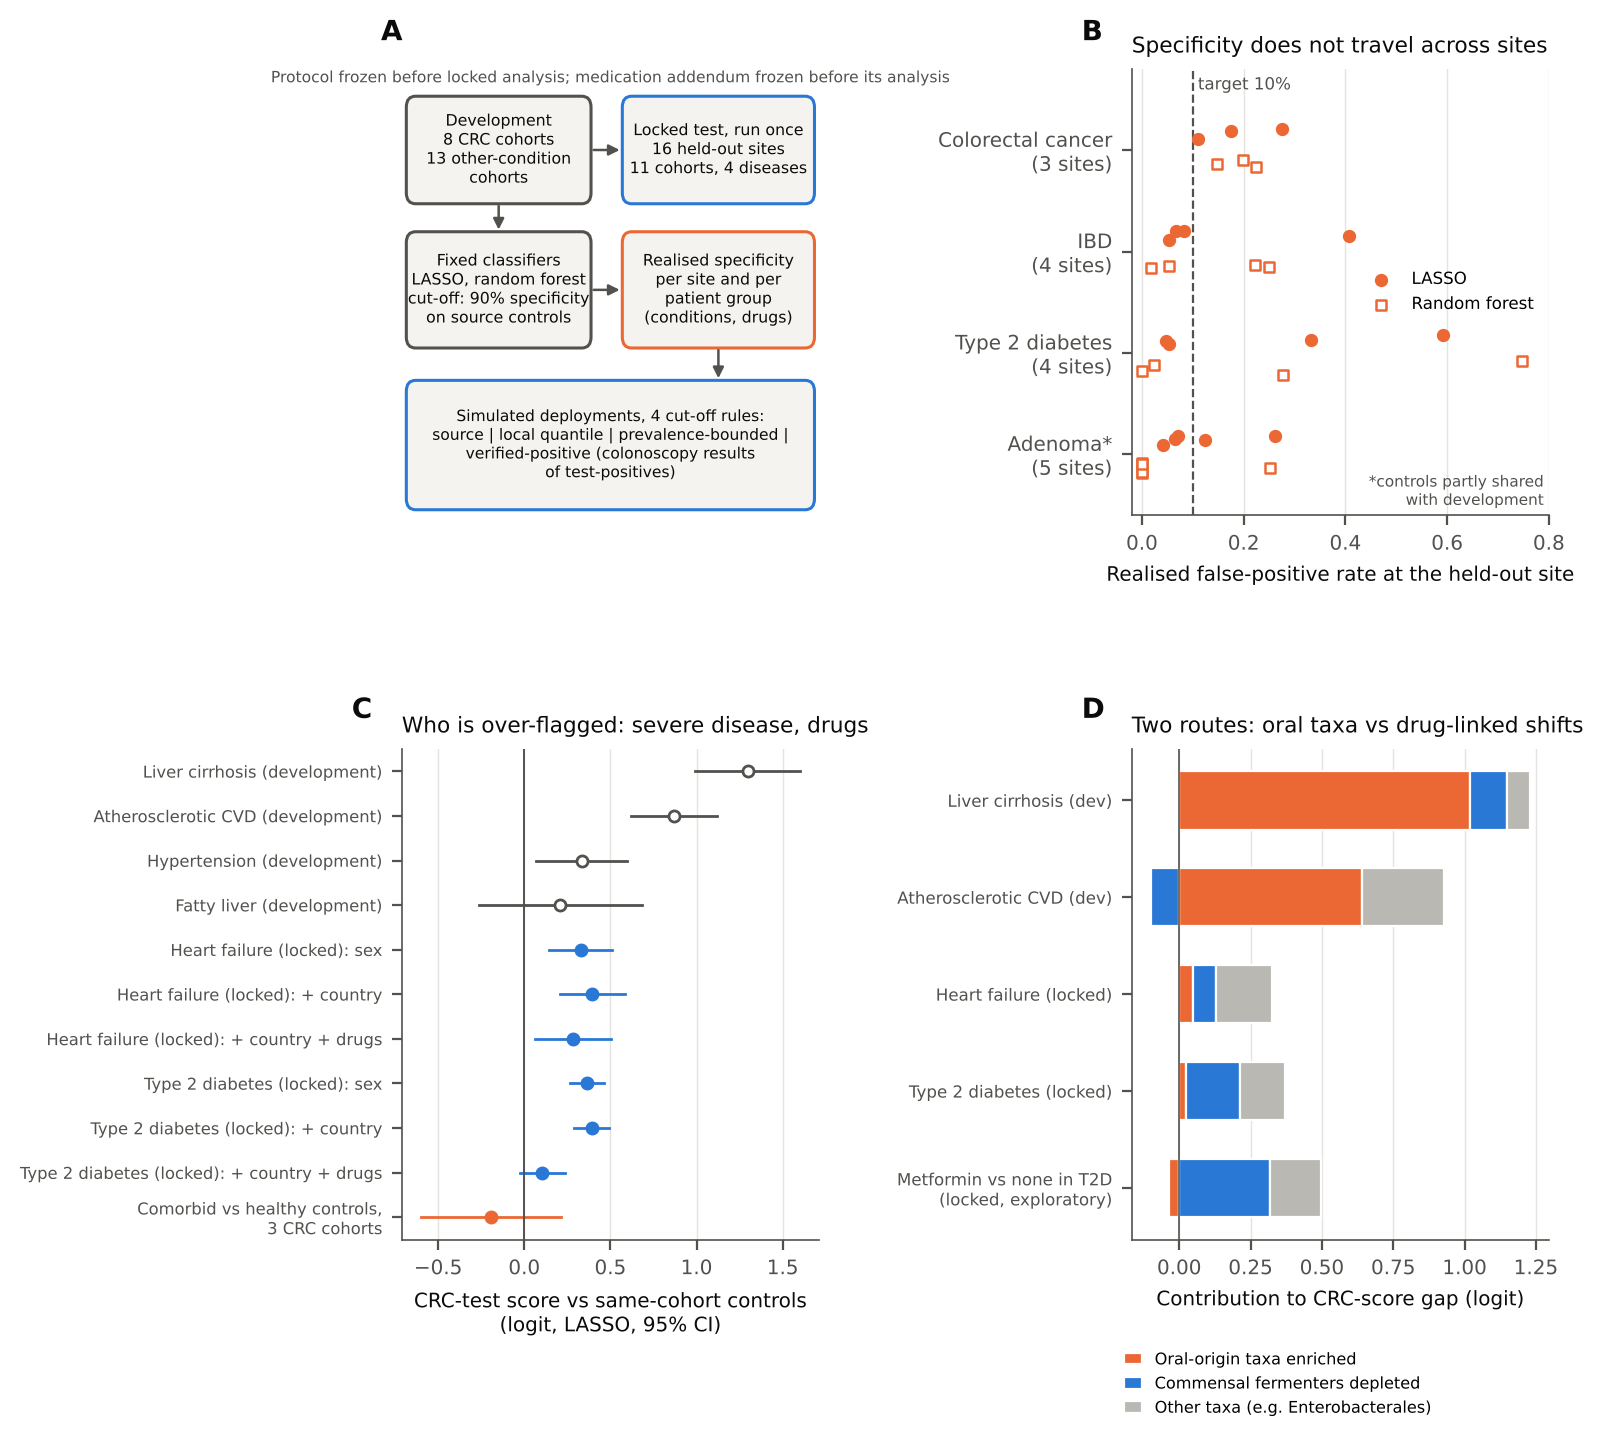 A
Protocol frozen before locked analysis; medication addendum frozen before its analysis
Development
8 CRC cohorts
13 other-condition
cohorts
Locked test, run once
16 held-out sites
11 cohorts, 4 diseases
Fixed classifiers
LASSO, random forest
cut-off: 90% specificity
on source controls
Realised specificity
per site and per
patient group
(conditions, drugs)
Simulated deployments, 4 cut-off rules:
source | local quantile | prevalence-bounded |
verified-positive (colonoscopy results
of test-positives)
B
Specificity does not travel across sites
target 10%
Colorectal cancer
(3 sites)
IBD
(4 sites)
Type 2 diabetes
(4 sites)
Adenoma*
(5 sites)
LASSO
Random forest
*controls partly shared
with development
0.0 0.2 0.4 0.6 0.8
Realised false-positive rate at the held-out site
C
Who is over-flagged: severe disease, drugs
Liver cirrhosis (development)
Atherosclerotic CVD (development)
Hypertension (development)
Fatty liver (development)
Heart failure (locked): sex
Heart failure (locked): + country
Heart failure (locked): + country + drugs
Type 2 diabetes (locked): sex
Type 2 diabetes (locked): + country
Type 2 diabetes (locked): + country + drugs
Comorbid vs healthy controls,
3 CRC cohorts
−0.5 0.0 0.5 1.0 1.5
CRC-test score vs same-cohort controls
(logit, LASSO, 95% CI)
D
Two routes: oral taxa vs drug-linked shifts
Liver cirrhosis (dev)
Atherosclerotic CVD (dev)
Heart failure (locked)
Type 2 diabetes (locked)
Metformin vs none in T2D
(locked, exploratory)
0.00 0.25 0.50 0.75 1.00 1.25
Contribution to CRC-score gap (logit)
Oral-origin taxa enriched
Commensal fermenters depleted
Other taxa (e.g. Enterobacterales)